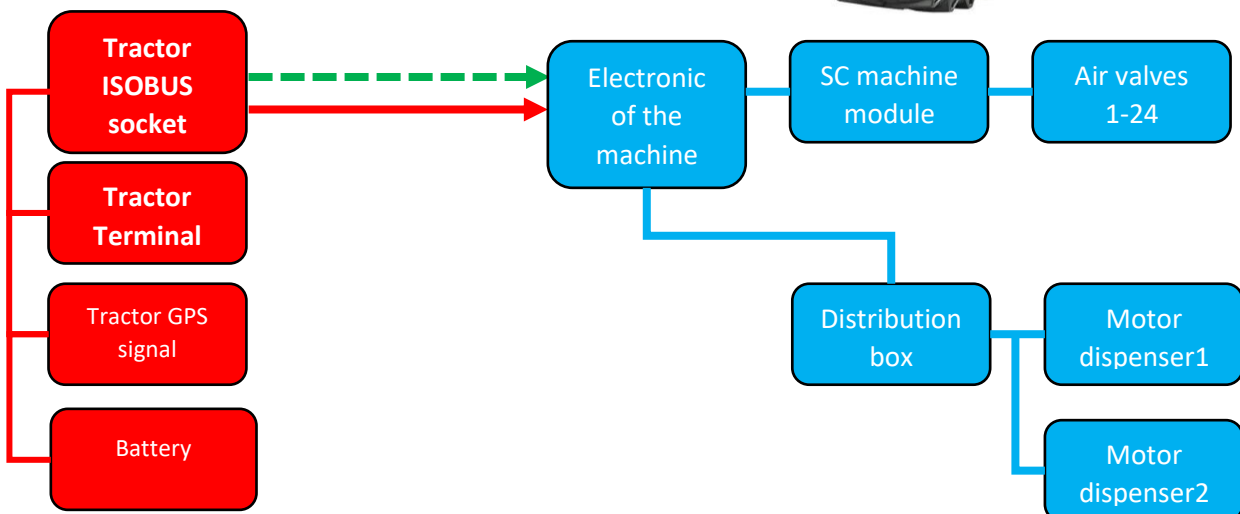 Tractor
ISOBUS
socket
Electronic
of the
machine
SC machine
module
Air valves
1-24
Tractor
Terminal
Tractor GPS
signal
Distribution
box
Motor
dispenser1
Battery
Motor
dispenser2